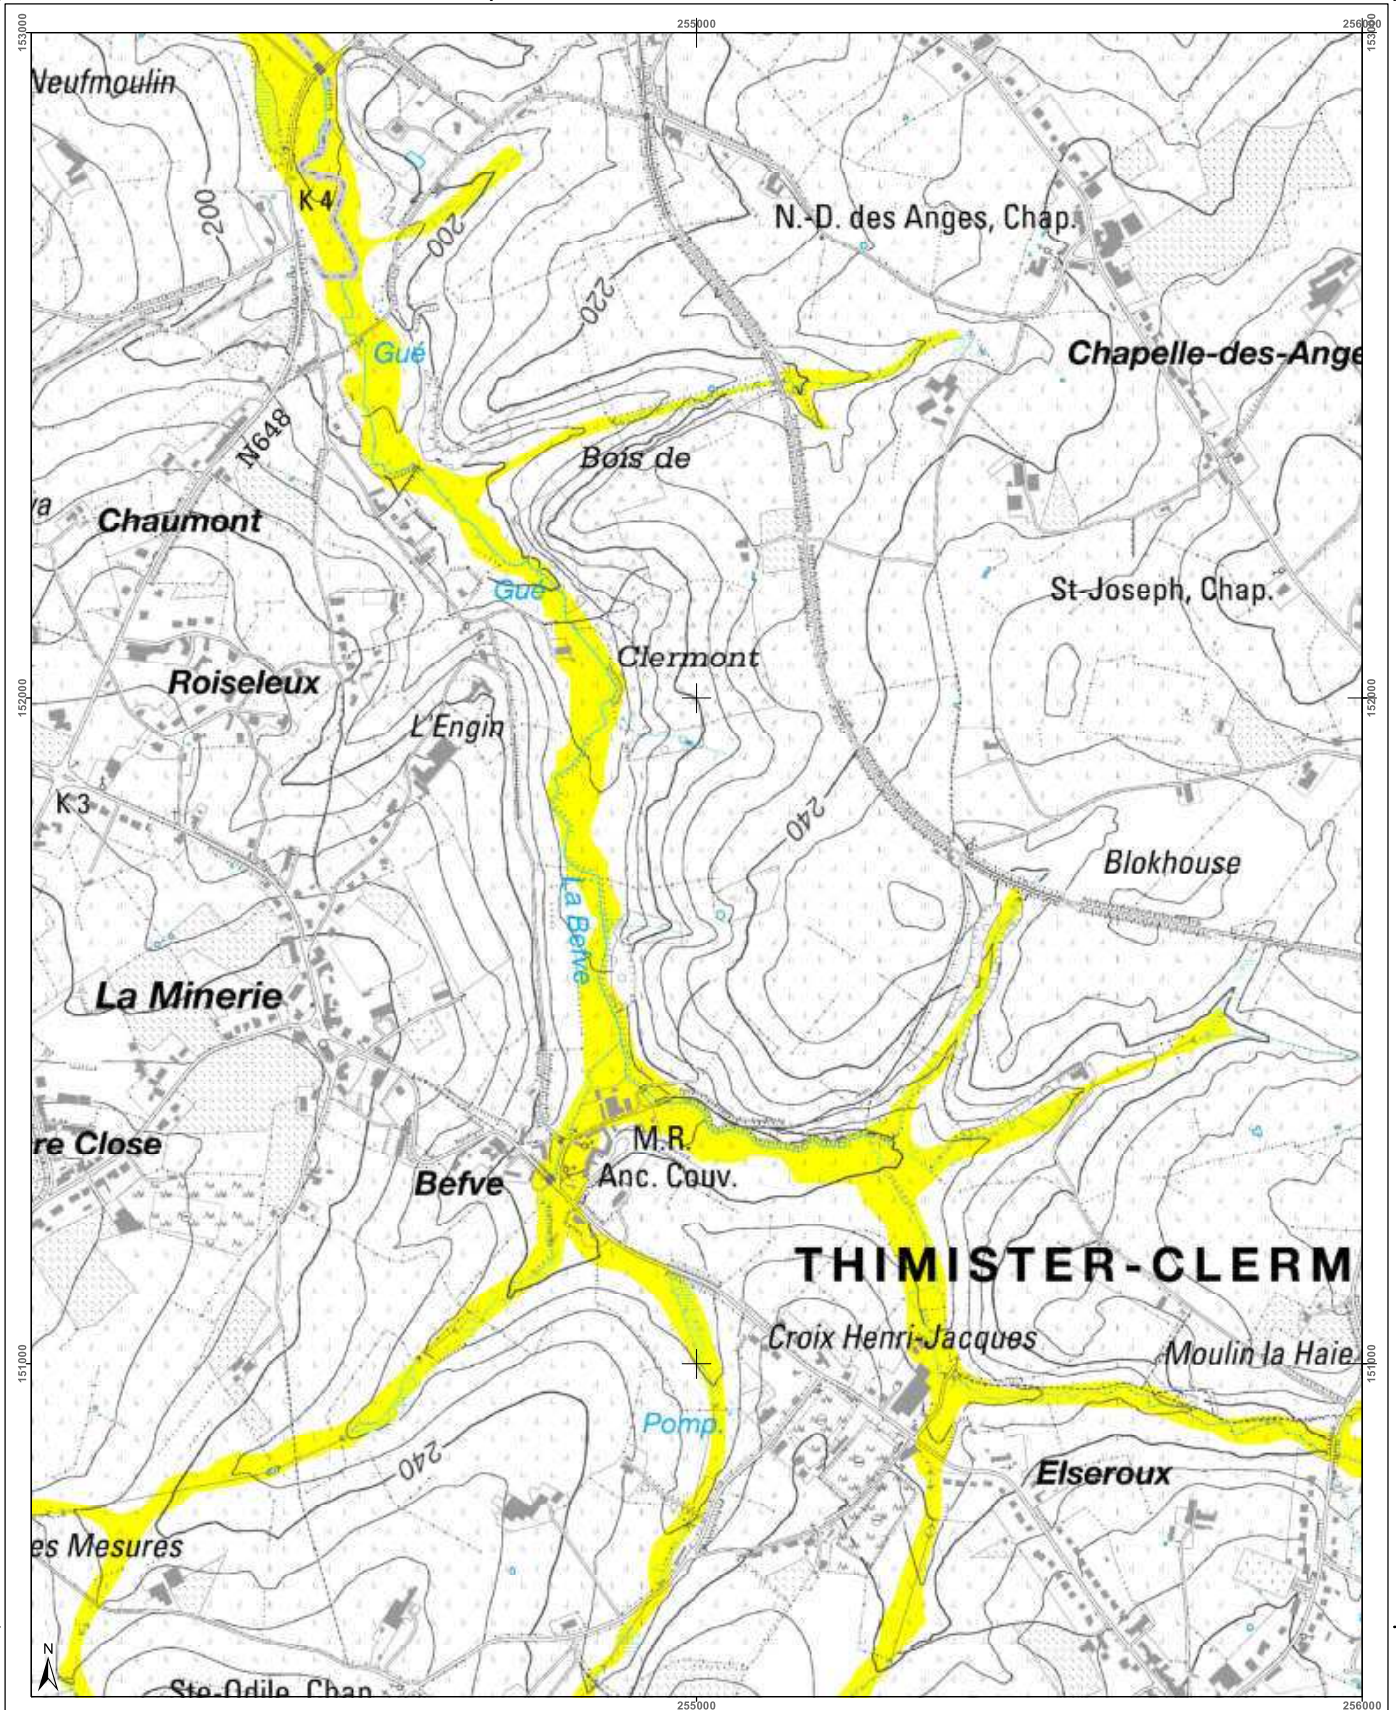 255000
256000
153000
153000
Neufmoulin
K 4
200
200
N.-D. des Anges, Chap.
220
Gué
Chapelle-des-Ange
N648
Bois de
Chaumont
Gué
St-Joseph, Chap.
Clermont
Roiseleux
152000
152000
L'Engin
K 3
240
Blokhouse
La Befve
La Minerie
re Close
M.R.
Befve
Anc. Couv.
THIMISTER-CLERM
Croix Henri-Jacques
Moulin la Haie
151000
151000
Pomp.
240
Elseroux
es Mesures
N
Ste-Odile, Chap.
255000
256000